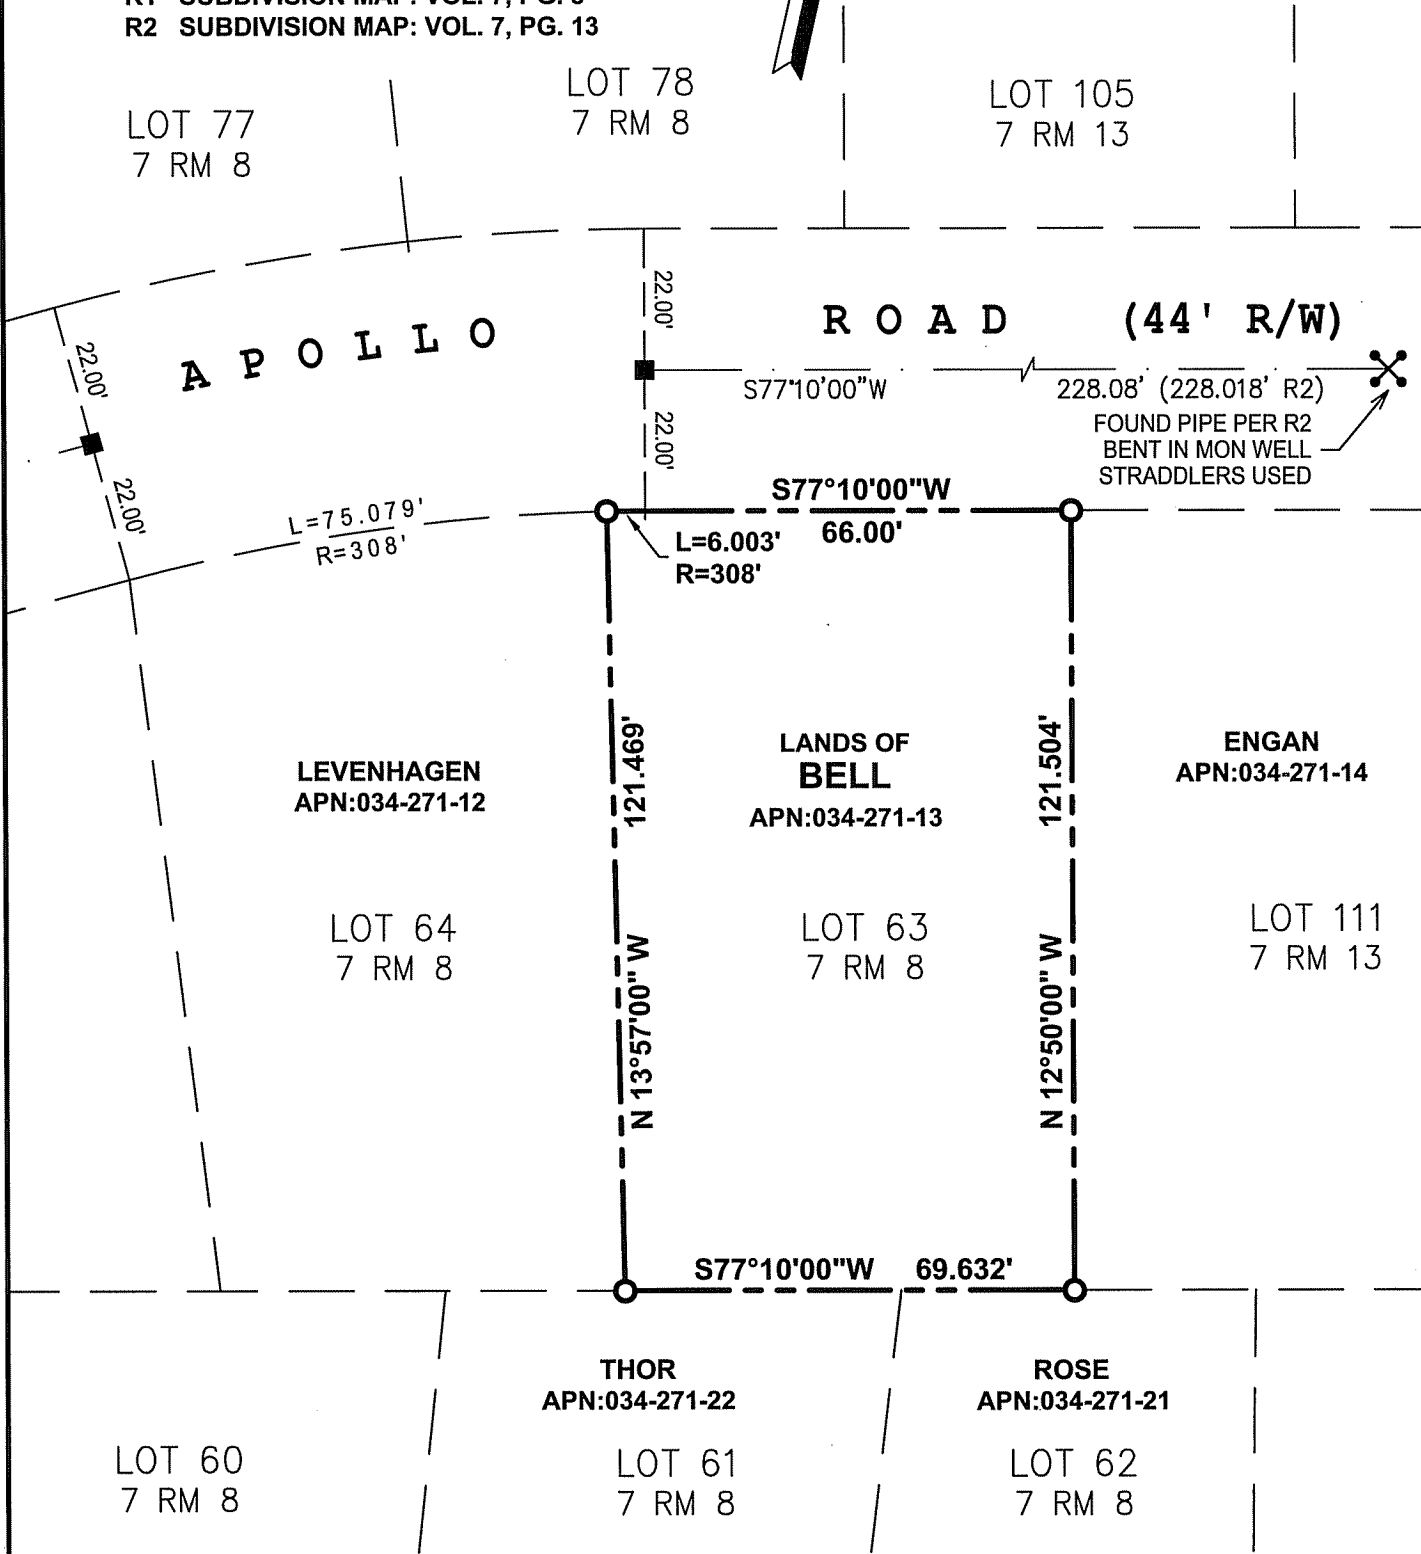 R2 SUBDIVISION MAP: VOL. 7, PG. 13
LOT 77
7 RM 8
LOT 78
7 RM 8
LOT 105
7 RM 13
22.00'
22.00'
APOLLO
ROAD (44' R/W)
S77°10'00"W
228.08' (228.018' R2)
FOUND PIPE PER R2
BENT IN MON WELL
STRADDLERS USED
22.00'
22.00'
L=75.079'
R=308'
S77°10'00"W
66.00'
L=6.003'
R=308'
LEVENHAGEN
APN:034-271-12
121.469'
LANDS OF
BELL
APN:034-271-13
121.504'
ENGAN
APN:034-271-14
LOT 64
7 RM 8
N 13°57'00" W
LOT 63
7 RM 8
N 12°50'00" W
LOT 111
7 RM 13
S77°10'00"W 69.632'
THOR
APN:034-271-22
ROSE
APN:034-271-21
LOT 60
7 RM 8
LOT 61
7 RM 8
LOT 62
7 RM 8